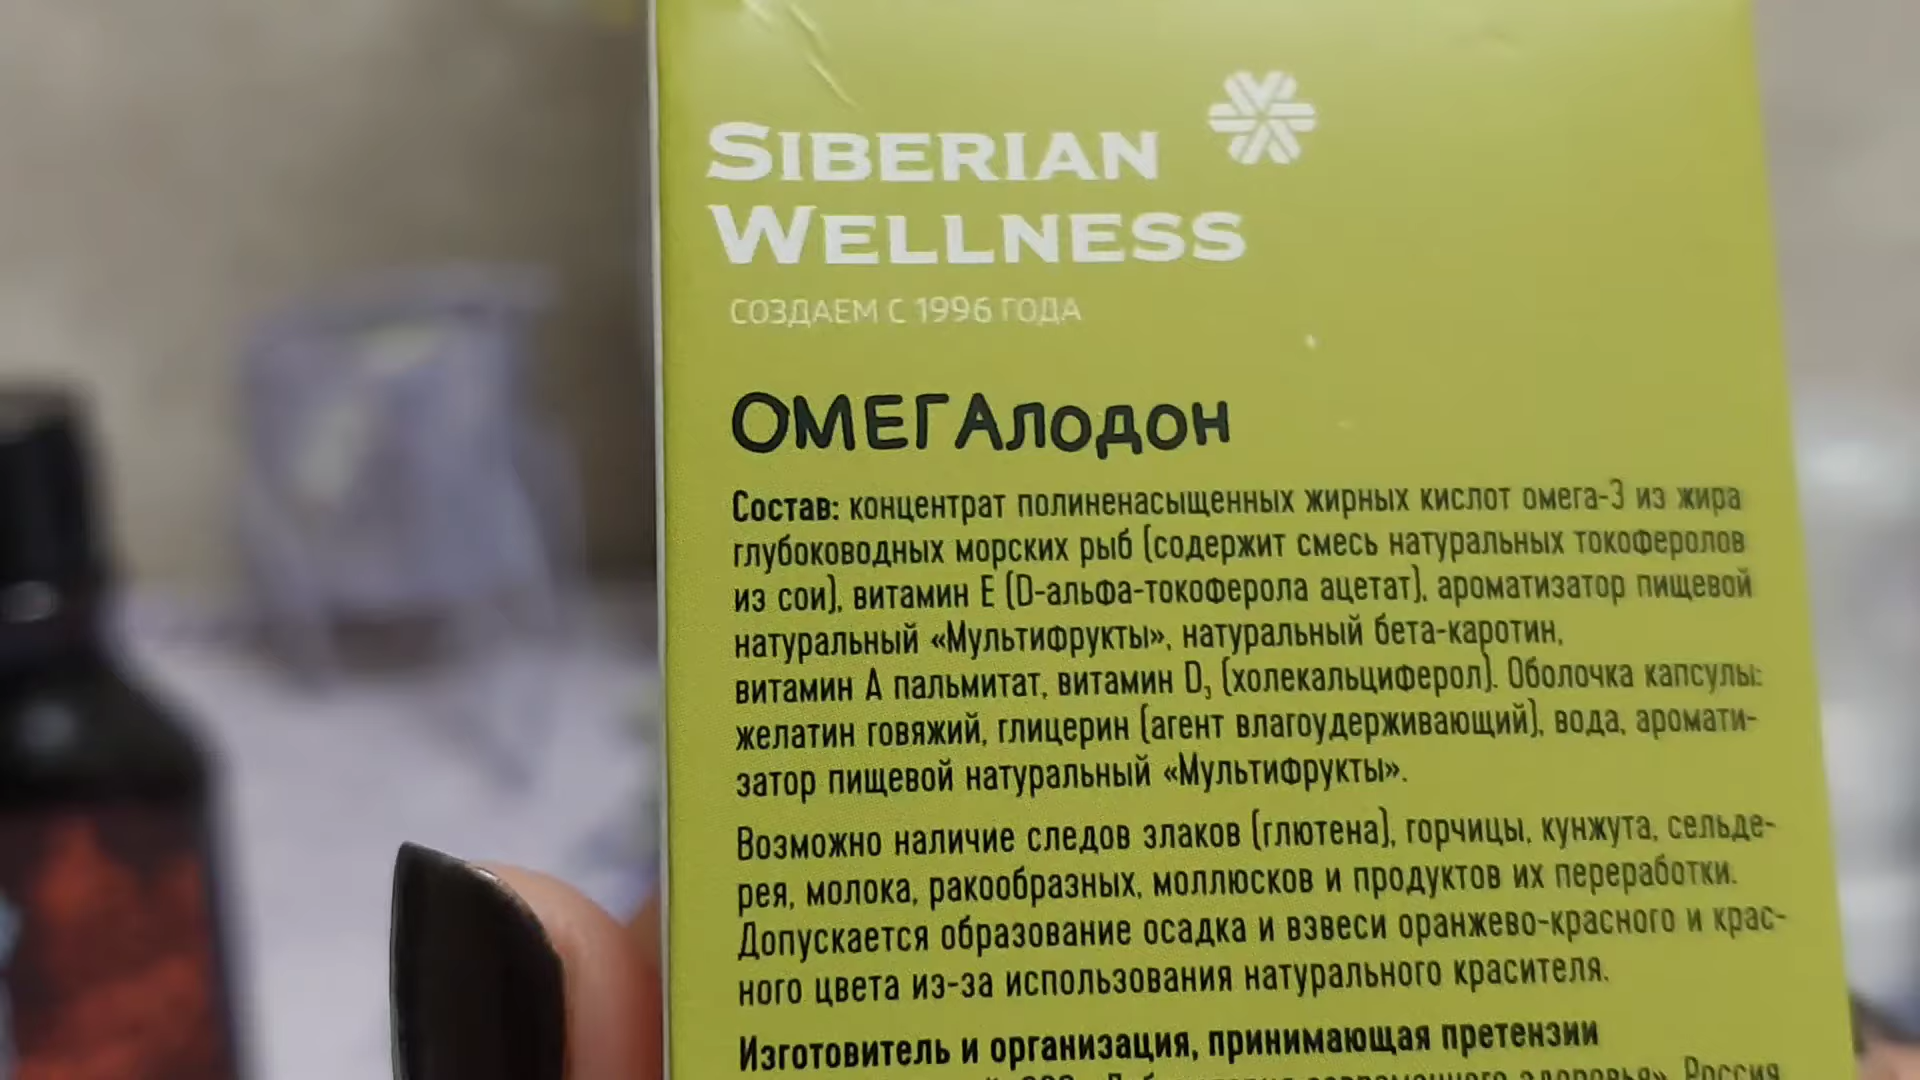 SIBERIAN
WELLNESS
СОЗДАЕМ С 1996 ГОДА
ОМЕГАлодон
Состав: концентрат полиненасыщенных жирных кислот омега-3 из жира
глубоководных морских рыб (содержит смесь натуральных токоферолов
из сои), витамин Е (D-альфа-токоферола ацетат), ароматизатор пищевой
натуральный «Мультифрукты», натуральный бета-каротин,
витамин А пальмитат, витамин D₃ (холекальциферол). Оболочка капсулы:
желатин говяжий, глицерин (агент влагоудерживающий), вода, аромати-
затор пищевой натуральный «Мультифрукты».
Возможно наличие следов злаков (глютена), горчицы, кунжута, сельде-
рея, молока, ракообразных, моллюсков и продуктов их переработки.
Допускается образование осадка и взвеси оранжево-красного и крас-
ного цвета из-за использования натурального красителя.
Изготовитель и организация, принимающая претензии
современного здоровья», Россия